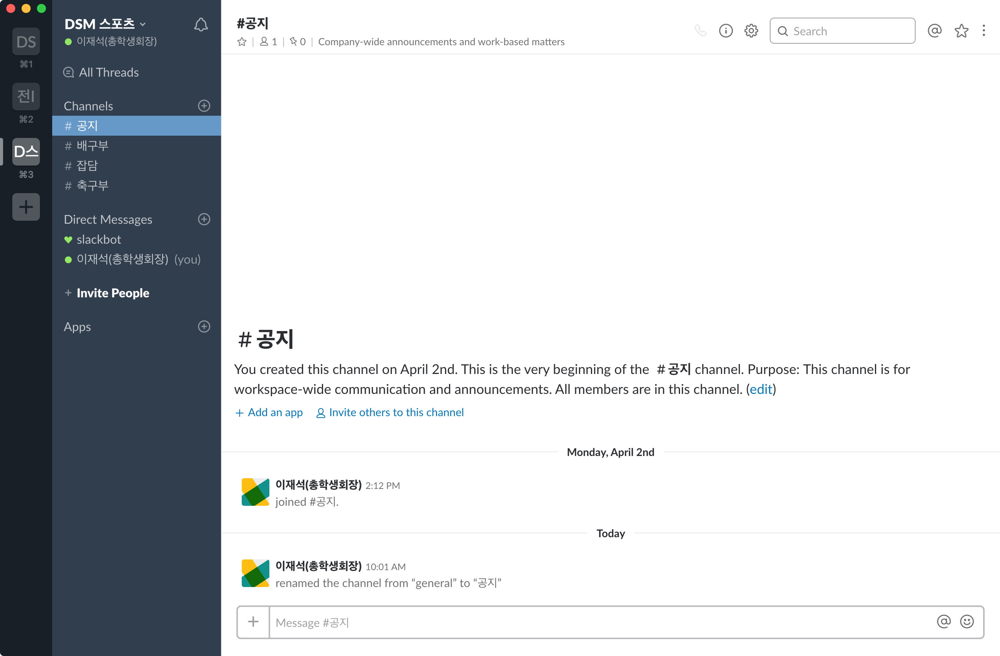 DS
⌘1
전I
⌘2
D스
⌘3
DSM 스포츠
이재석(총학생회장)
All Threads
Channels
# 공지
# 배구부
# 잡담
# 축구부
Direct Messages
slackbot
이재석(총학생회장) (you)
+ Invite People
Apps
#공지
1 | 0 | Company-wide announcements and work-based matters
Search
# 공지
You created this channel on April 2nd. This is the very beginning of the # 공지 channel. Purpose: This channel is for
workspace-wide communication and announcements. All members are in this channel. (edit)
+ Add an app Invite others to this channel
Monday, April 2nd
이재석(총학생회장) 2:12 PM
joined #공지.
Today
이재석(총학생회장) 10:01 AM
renamed the channel from “general” to “공지”
Message #공지